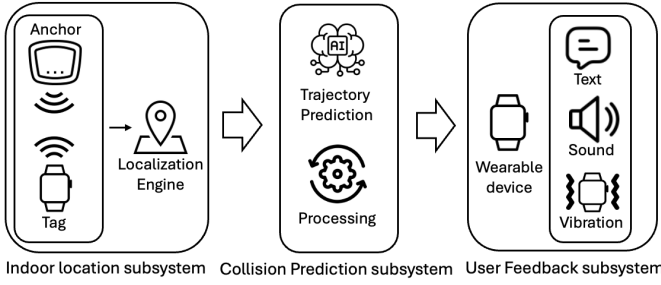 Anchor
Tag
Localization
Engine
Indoor location subsystem
AI
Trajectory
Prediction
Processing
Collision Prediction subsystem
Wearable
device
Text
Sound
Vibration
User Feedback subsystem